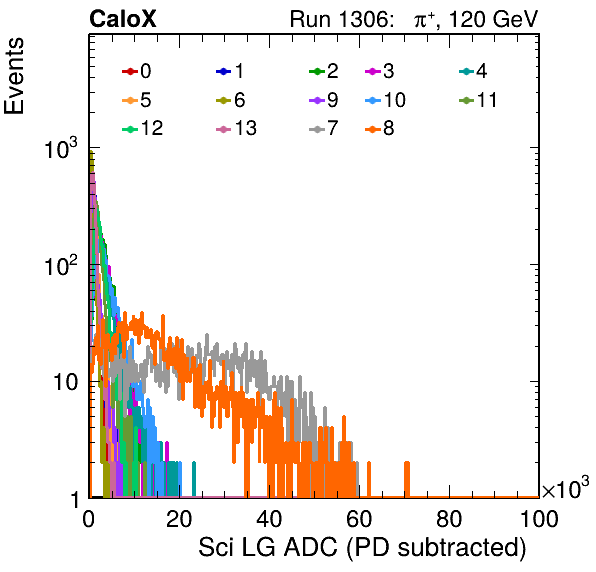 CaloX Run 1306: π⁺, 120 GeV
Events
0 1 2 3 4
5 6 9 10 11
12 13 7 8
10³
10²
10
1
0 20 40 60 80 100
×10³
Sci LG ADC (PD subtracted)